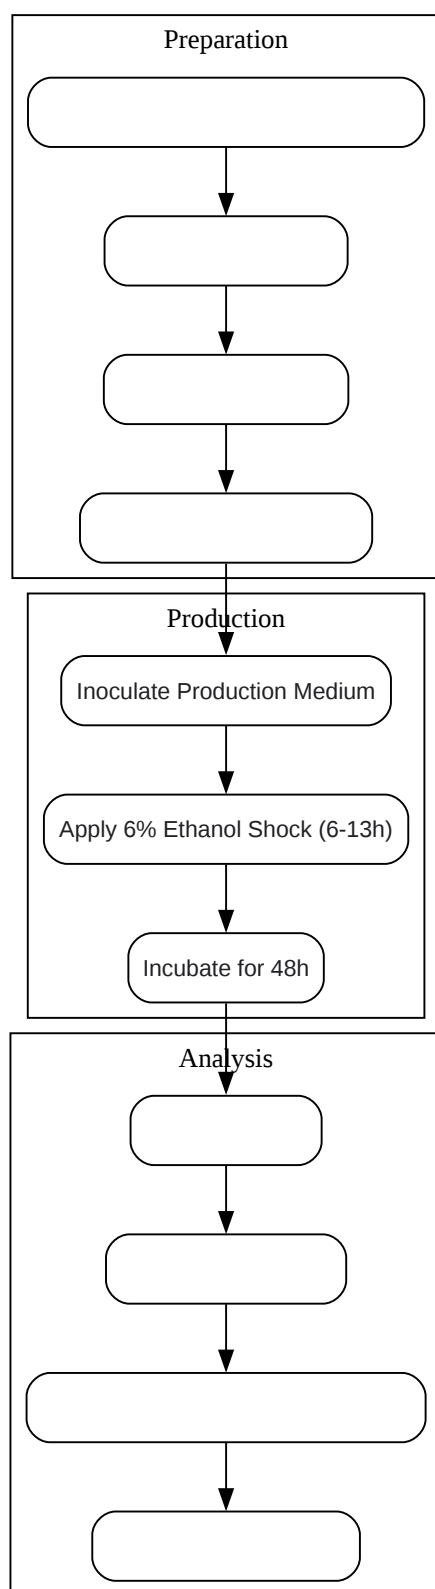 Preparation
Production
Inoculate Production Medium
Apply 6% Ethanol Shock (6-13h)
Incubate for 48h
Analysis